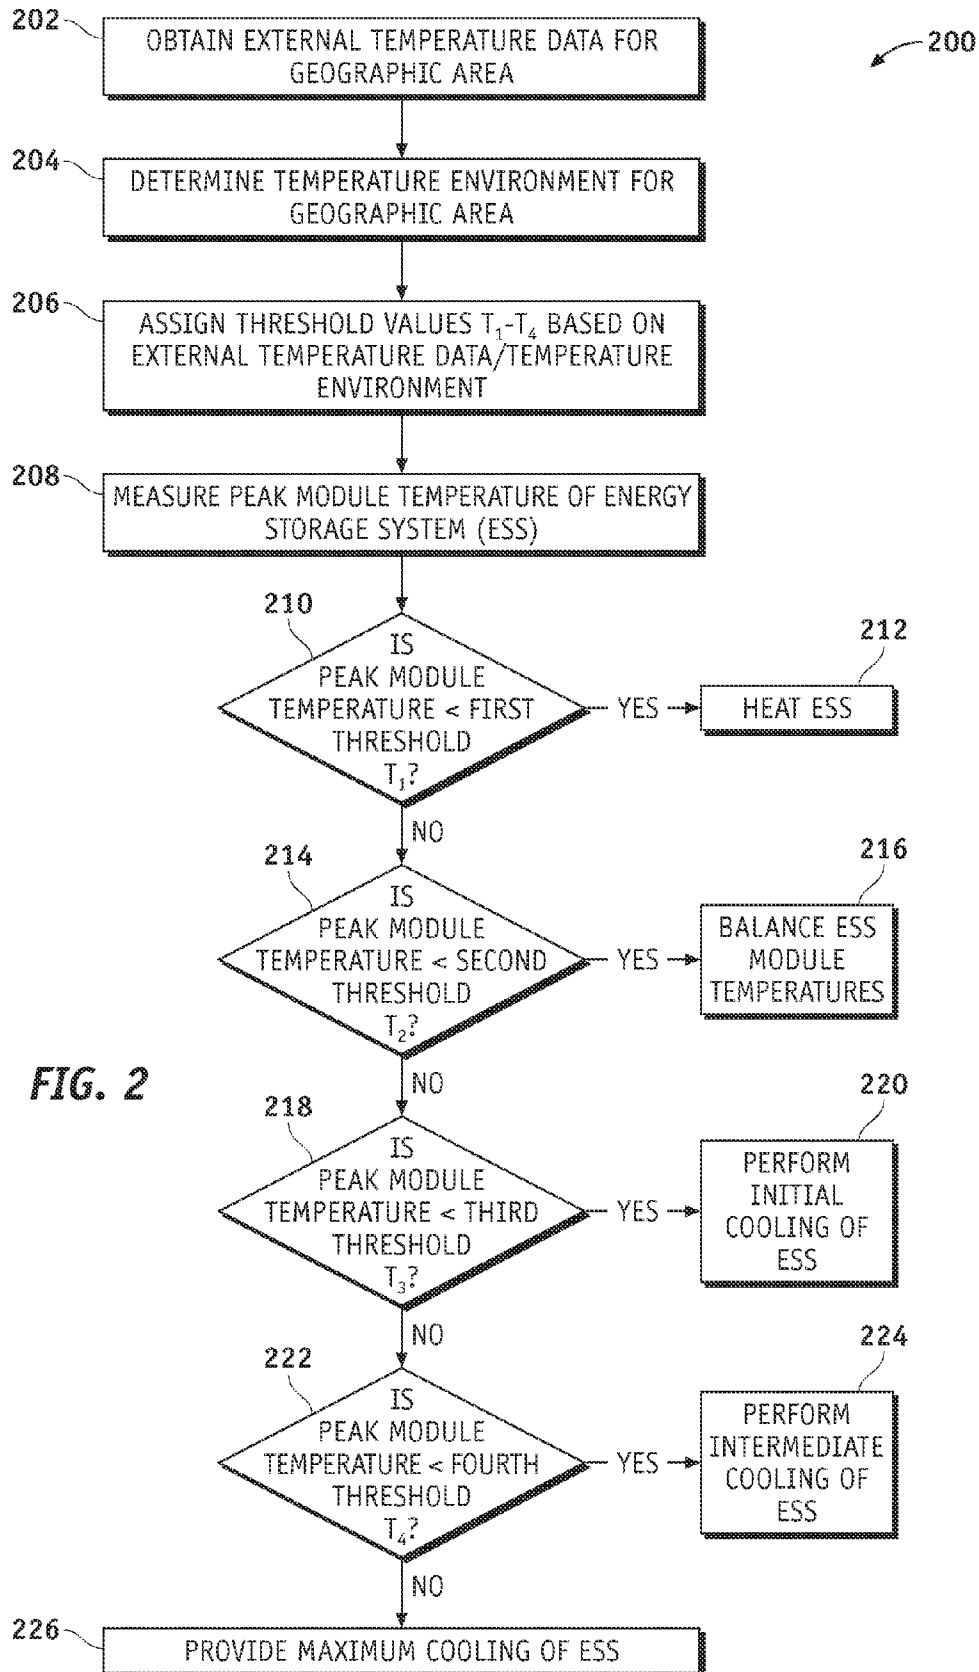 202
OBTAIN EXTERNAL TEMPERATURE DATA FOR
GEOGRAPHIC AREA
200
204
DETERMINE TEMPERATURE ENVIRONMENT FOR
GEOGRAPHIC AREA
206
ASSIGN THRESHOLD VALUES T₁-T₄ BASED ON
EXTERNAL TEMPERATURE DATA/TEMPERATURE
ENVIRONMENT
208
MEASURE PEAK MODULE TEMPERATURE OF ENERGY
STORAGE SYSTEM (ESS)
210
IS
PEAK MODULE
TEMPERATURE < FIRST
THRESHOLD
T₁?
YES
212
HEAT ESS
NO
214
IS
PEAK MODULE
TEMPERATURE < SECOND
THRESHOLD
T₂?
YES
216
BALANCE ESS
MODULE
TEMPERATURES
NO
FIG. 2
218
IS
PEAK MODULE
TEMPERATURE < THIRD
THRESHOLD
T₃?
YES
220
PERFORM
INITIAL
COOLING OF
ESS
NO
222
IS
PEAK MODULE
TEMPERATURE < FOURTH
THRESHOLD
T₄?
YES
224
PERFORM
INTERMEDIATE
COOLING OF
ESS
NO
226
PROVIDE MAXIMUM COOLING OF ESS